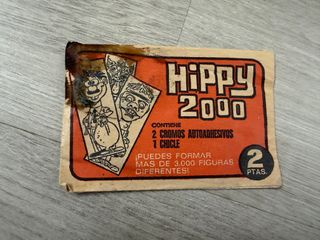 HiPPY
2000
CONTIENE
2 CROMOS AUTOADHESIVOS
1 CHICLE
¡PUEDES FORMAR
MAS DE 3.000 FIGURAS
DIFERENTES!
2
PTAS.